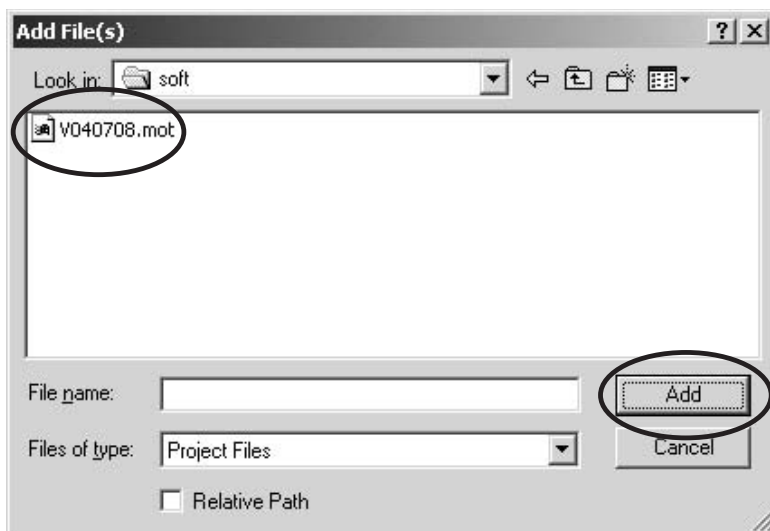 Add File(s)
Look in: soft
V040708.mot
File name: Add
Files of type: Project Files Cancel
Relative Path